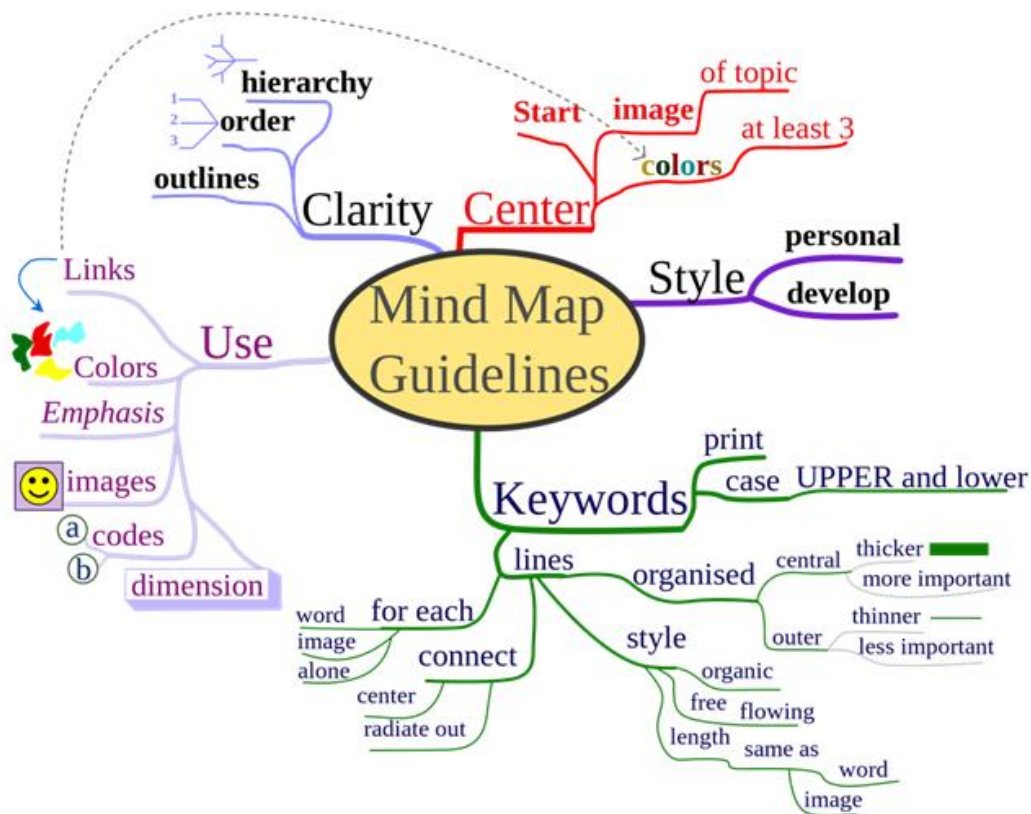 Mind Map
Guidelines
Clarity
hierarchy
order
1
2
3
outlines
Center
Start
image
of topic
colors
at least 3
Style
personal
develop
Use
Links
Colors
Emphasis
images
codes
a
b
dimension
Keywords
print
case
UPPER and lower
lines
organised
central
thicker
more important
outer
thinner
less important
style
organic
free
flowing
length
same as
word
image
connect
center
radiate out
for each
word
image
alone